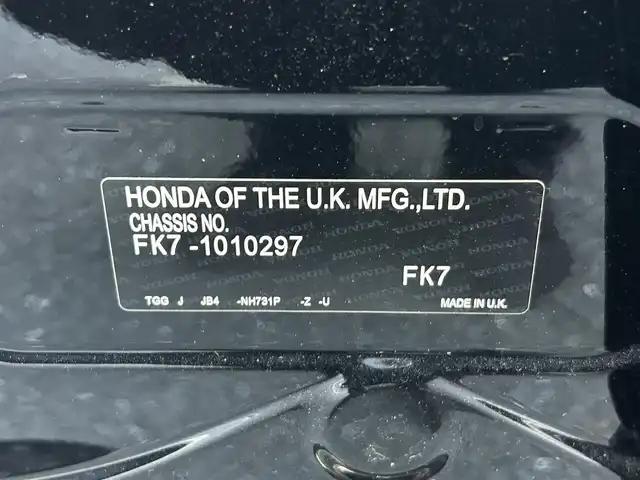 HONDA OF THE U.K. MFG.,LTD.
CHASSIS NO.
FK7 -1010297
FK7
TGG J JB4 -NH731P -Z -U MADE IN U.K.